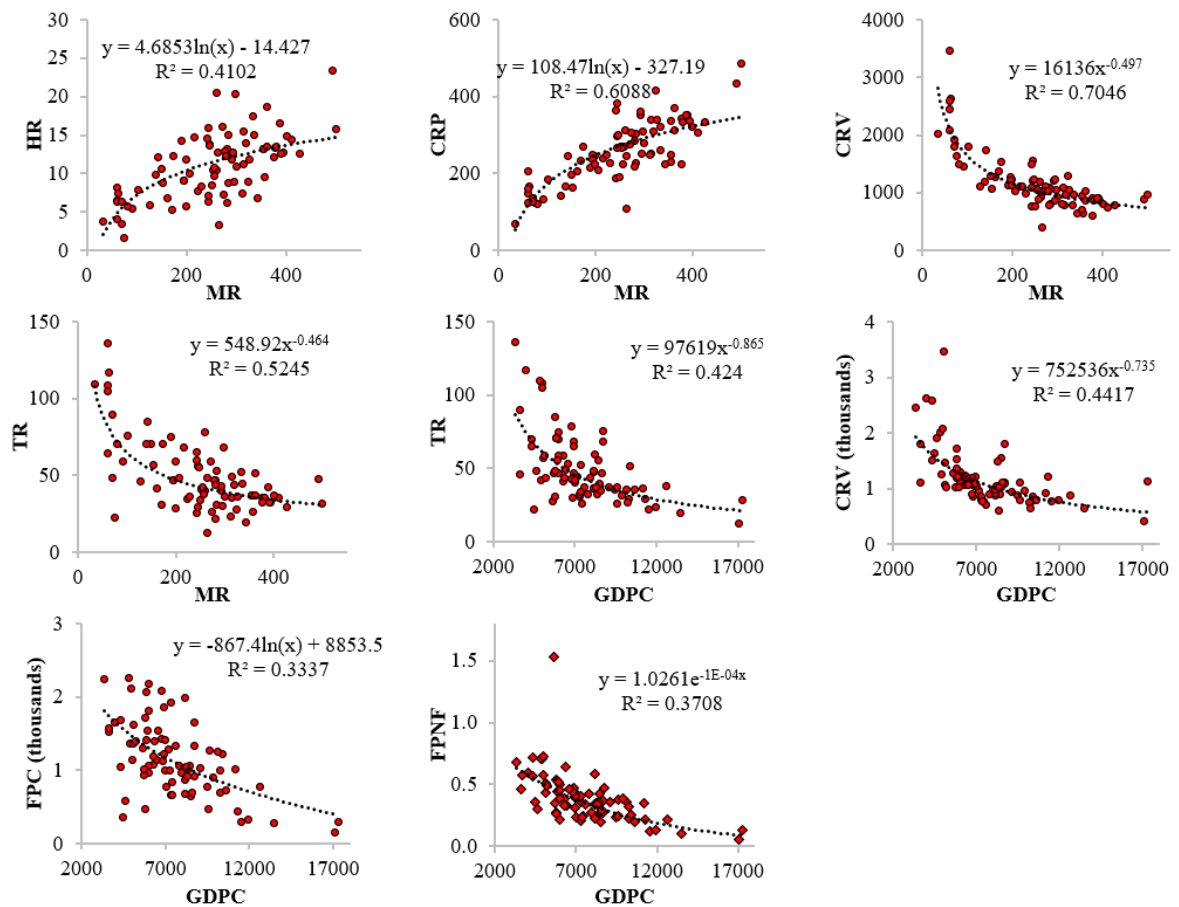 30
25
20
15
10
5
0
HR
y = 4.6853ln(x) - 14.427
R² = 0.4102
0 200 400
MR
600
400
200
0
CRP
y = 108.47ln(x) - 327.19
R² = 0.6088
0 200 400
MR
4000
3000
2000
1000
0
CRV
y = 16136x^-0.497
R² = 0.7046
0 200 400
MR
150
100
50
0
TR
y = 548.92x^-0.464
R² = 0.5245
0 200 400
MR
150
100
50
0
TR
y = 97619x^-0.865
R² = 0.424
2000 7000 12000 17000
GDPC
4
3
2
1
0
CRV (thousands)
y = 752536x^-0.735
R² = 0.4417
2000 7000 12000 17000
GDPC
3
2
1
0
FPC (thousands)
y = -867.4ln(x) + 8853.5
R² = 0.3337
2000 7000 12000 17000
GDPC
1.5
1.0
0.5
0.0
FPNF
y = 1.0261e^-1E-04x
R² = 0.3708
2000 7000 12000 17000
GDPC